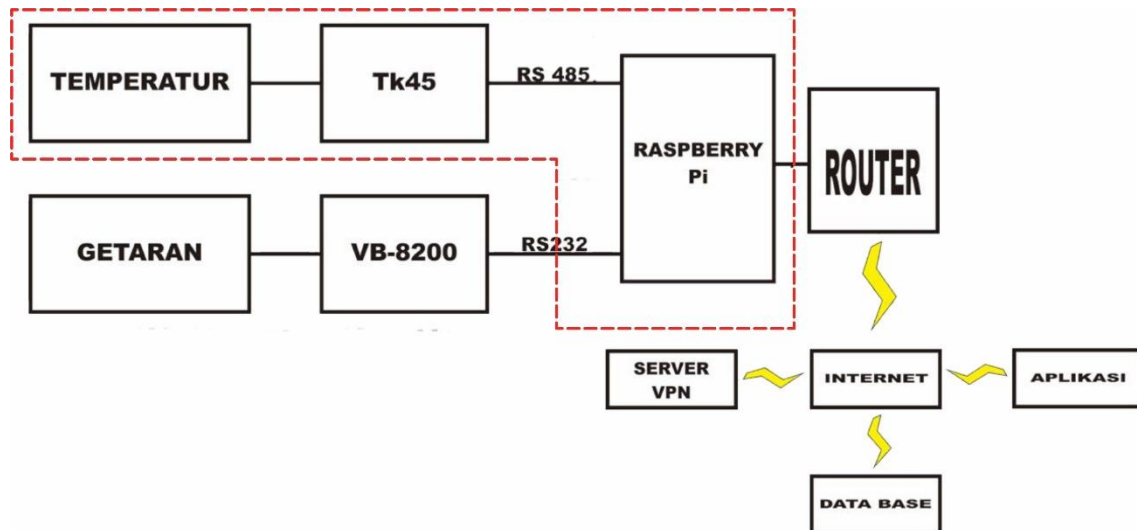 TEMPERATUR
Tk45
RS 485.
RASPBERRY
Pi
ROUTER
GETARAN
VB-8200
RS232
SERVER
VPN
INTERNET
APLIKASI
DATA BASE